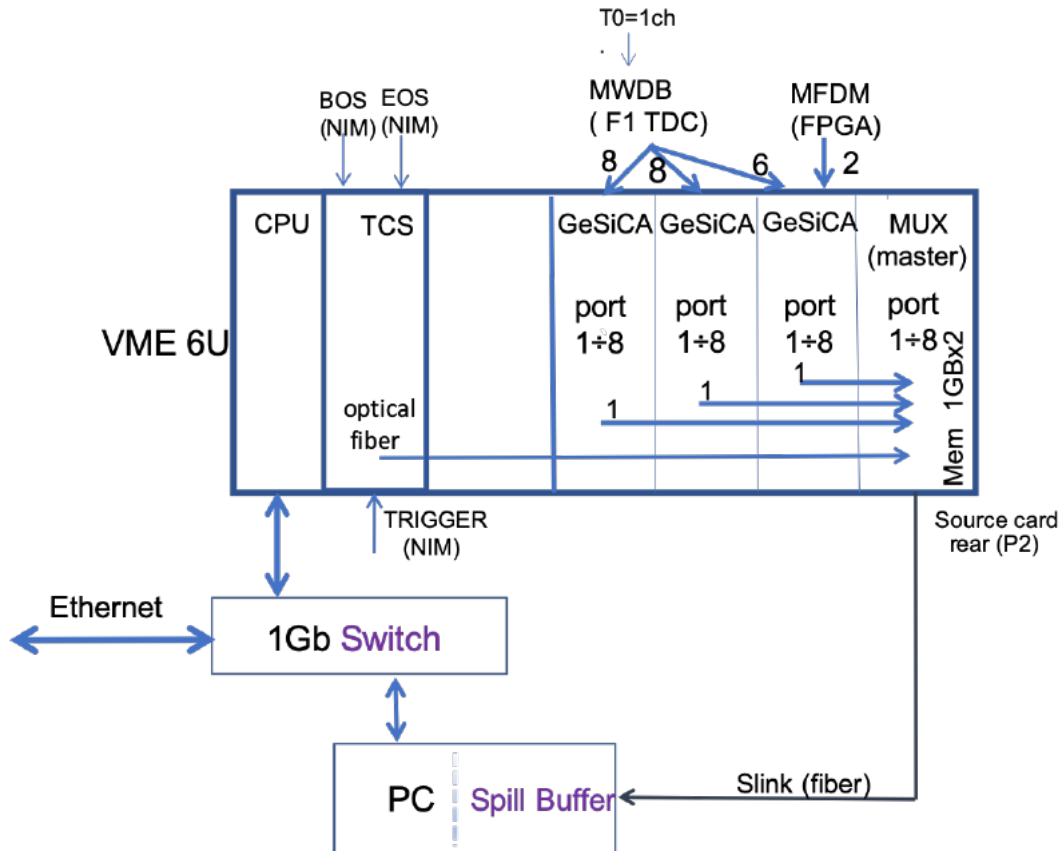 T0=1ch
.
BOS
(NIM)
EOS
(NIM)
MWDB
( F1 TDC)
MFDM
(FPGA)
8
8
6
2
CPU
TCS
GeSiCA
GeSiCA
GeSiCA
MUX
(master)
VME 6U
port
1÷8
port
1÷8
port
1÷8
port
1÷8
Mem 1GBx2
1
1
1
optical
fiber
TRIGGER
(NIM)
Source card
rear (P2)
Ethernet
1Gb Switch
PC
Spill Buffer
Slink (fiber)